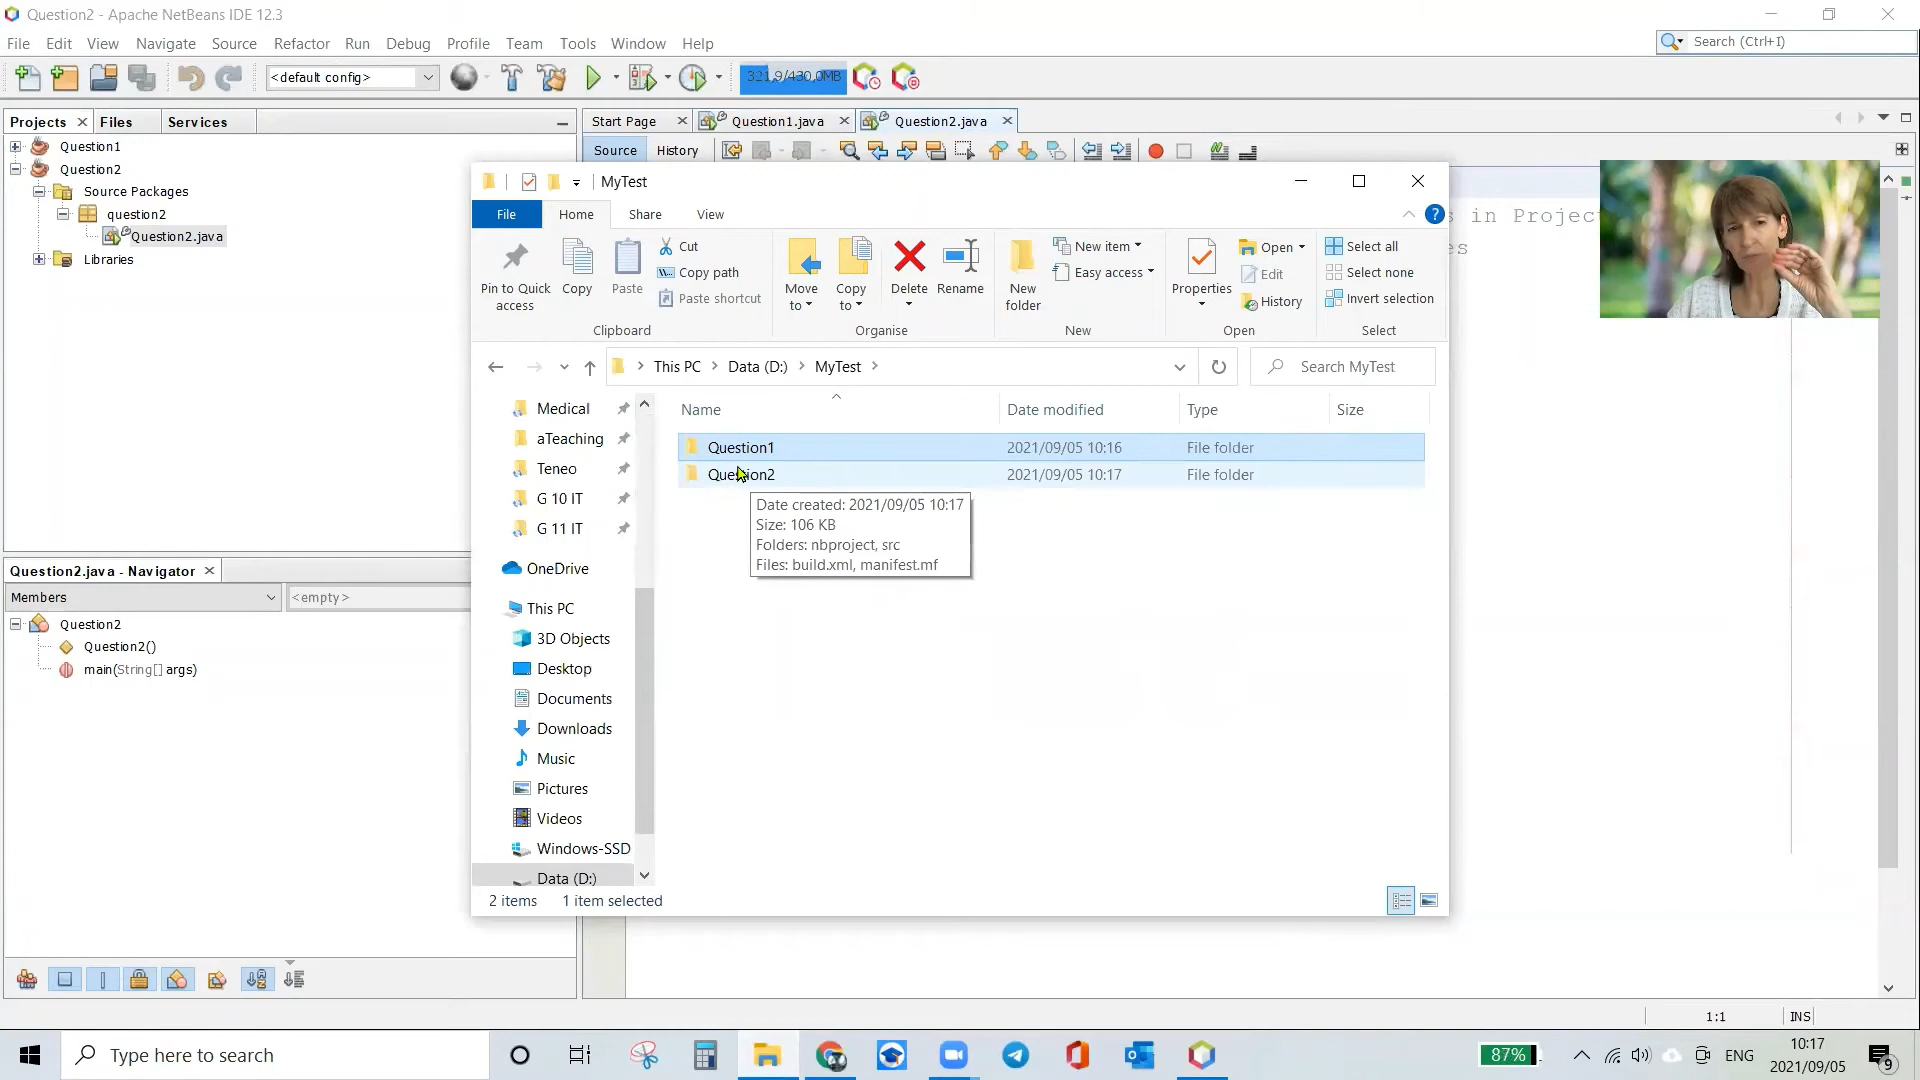 Question2 - Apache NetBeans IDE 12.3
File Edit View Navigate Source Refactor Run Debug Profile Team Tools Window Help
Search (Ctrl+I)
<default config>
321,9/430,0MB
Projects Files Services
Start Page Question1.java Question2.java
Source History
Question1
Question2
Source Packages
question2
Question2.java
Libraries
s in Projec
es
MyTest
File Home Share View
Pin to Quick access
Copy
Paste
Cut
Copy path
Paste shortcut
Clipboard
Move to
Copy to
Delete
Rename
Organise
New folder
New item
Easy access
New
Properties
Open
Edit
History
Open
Select all
Select none
Invert selection
Select
This PC Data (D:) MyTest
Search MyTest
Name Date modified Type Size
Question1 2021/09/05 10:16 File folder
Question2 2021/09/05 10:17 File folder
Date created: 2021/09/05 10:17
Size: 106 KB
Folders: nbproject, src
Files: build.xml, manifest.mf
Medical
aTeaching
Teneo
G 10 IT
G 11 IT
OneDrive
This PC
3D Objects
Desktop
Documents
Downloads
Music
Pictures
Videos
Windows-SSD
Data (D:)
2 items 1 item selected
Question2.java - Navigator
Members <empty>
Question2
Question2()
main(String[] args)
1:1 INS
Type here to search
87%
ENG
10:17
2021/09/05
9